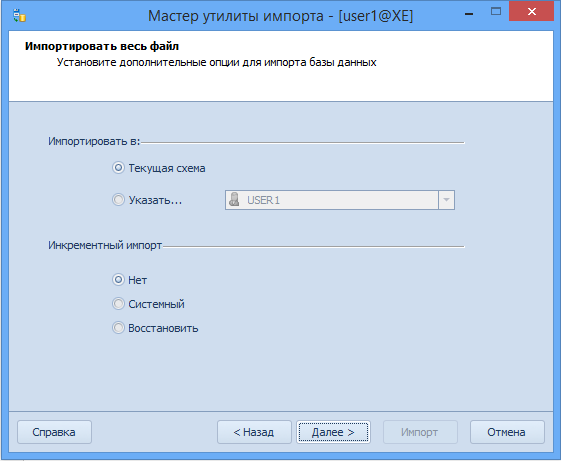 Мастер утилиты импорта - [user1@XE]
Импортировать весь файл
Установите дополнительные опции для импорта базы данных
Импортировать в:
Текущая схема
Указать...
USER1
Инкрементный импорт
Нет
Системный
Восстановить
Справка
< Назад
Далее >
Импорт
Отмена